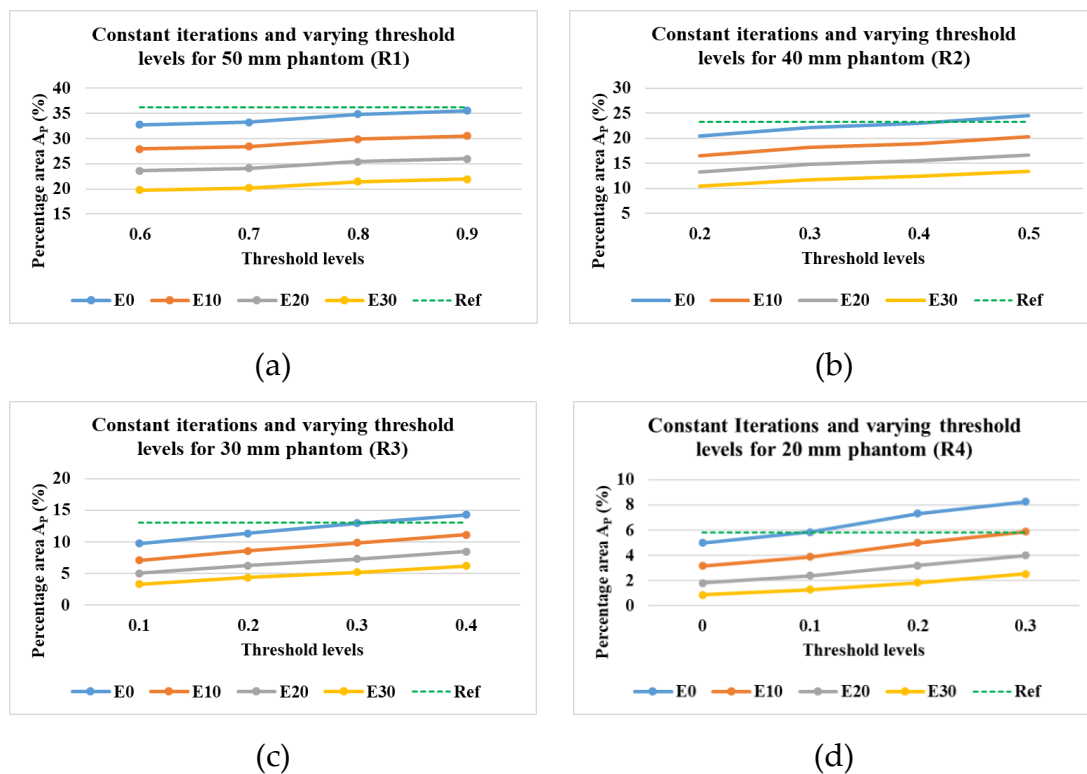 Constant iterations and varying threshold
levels for 50 mm phantom (R1)
Percentage area Aₚ (%)
40
35
30
25
20
15
0.6 0.7 0.8 0.9
Threshold levels
E0 E10 E20 E30 Ref
(a)
Constant iterations and varying threshold
levels for 40 mm phantom (R2)
Percentage area Aₚ (%)
30
25
20
15
10
5
0.2 0.3 0.4 0.5
Threshold levels
E0 E10 E20 E30 Ref
(b)
Constant iterations and varying threshold
levels for 30 mm phantom (R3)
Percentage area Aₚ (%)
20
15
10
5
0
0.1 0.2 0.3 0.4
Threshold levels
E0 E10 E20 E30 Ref
(c)
Constant Iterations and varying threshold
levels for 20 mm phantom (R4)
Percentage area Aₚ (%)
10
8
6
4
2
0
0 0.1 0.2 0.3
Threshold levels
E0 E10 E20 E30 Ref
(d)